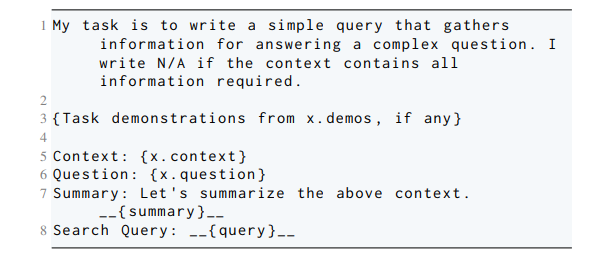 1 My task is to write a simple query that gathers
information for answering a complex question. I
write N/A if the context contains all
information required.
2
3 {Task demonstrations from x.demos, if any}
4
5 Context: {x.context}
6 Question: {x.question}
7 Summary: Let's summarize the above context.
__{summary}__
8 Search Query: __{query}__